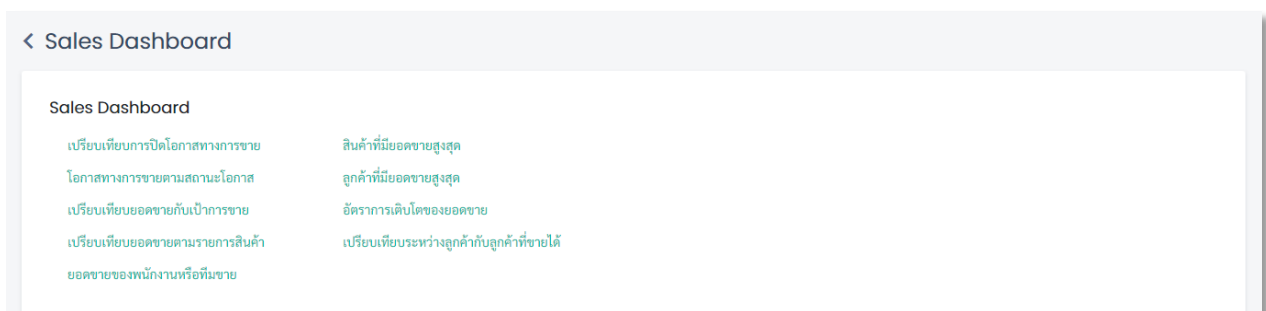 Sales Dashboard
Sales Dashboard
เปรียบเทียบการปิดโอกาสทางการขาย
สินค้าที่มียอดขายสูงสุด
โอกาสทางการขายตามสถานะโอกาส
ลูกค้าที่มียอดขายสูงสุด
เปรียบเทียบยอดขายกับเป้าการขาย
อัตราการเติบโตของยอดขาย
เปรียบเทียบยอดขายตามรายการสินค้า
เปรียบเทียบระหว่างลูกค้ากับลูกค้าที่ขายได้
ยอดขายของพนักงานหรือทีมขาย